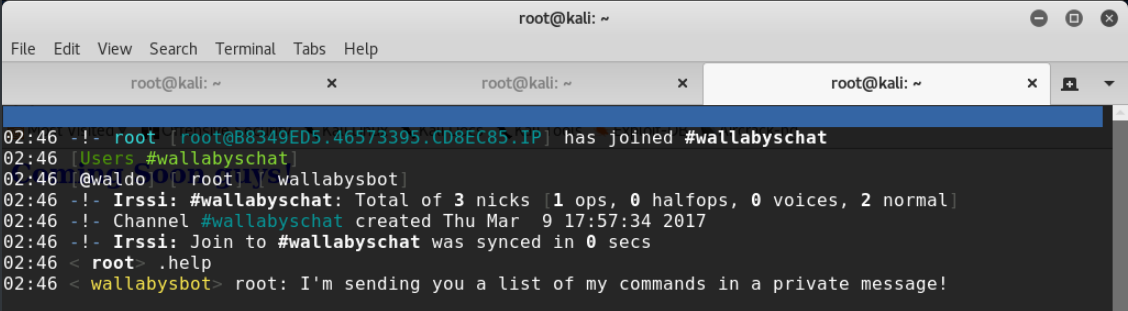 root@kali: ~
File Edit View Search Terminal Tabs Help
root@kali: ~ root@kali: ~ root@kali: ~
02:46 -!- root [root@B8349ED5.46573395.CD8EC85.IP] has joined #wallabyschat
02:46 [Users #wallabyschat]
02:46 [@waldo] [ root] [ wallabysbot]
Coming Soon guys!
02:46 -!- Irssi: #wallabyschat: Total of 3 nicks [1 ops, 0 halfops, 0 voices, 2 normal]
02:46 -!- Channel #wallabyschat created Thu Mar  9 17:57:34 2017
02:46 -!- Irssi: Join to #wallabyschat was synced in 0 secs
02:46 < root> .help
02:46 < wallabysbot> root: I'm sending you a list of my commands in a private message!